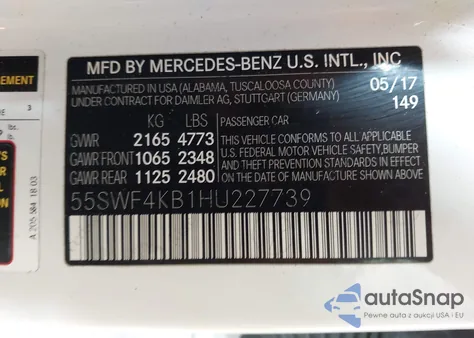 MFD BY MERCEDES-BENZ U.S. INTL., INC
MANUFACTURED IN USA (ALABAMA, TUSCALOOSA COUNTY) 05/17
UNDER CONTRACT FOR DAIMLER AG, STUTTGART (GERMANY) 149
KG LBS PASSENGER CAR
GVWR 2165 4773
GAWR FRONT 1065 2348
GAWR REAR 1125 2480
THIS VEHICLE CONFORMS TO ALL APPLICABLE
U.S. FEDERAL MOTOR VEHICLE SAFETY, BUMPER
AND THEFT PREVENTION STANDARDS IN EFFECT
ON THE DATE OF MANUFACTURE SHOWN ABOVE.
55SWF4KB1HU227739
EMENT
3
lbs.
A 205 584 18 03
autoSnap
Pewne auta z aukcji USA i EU